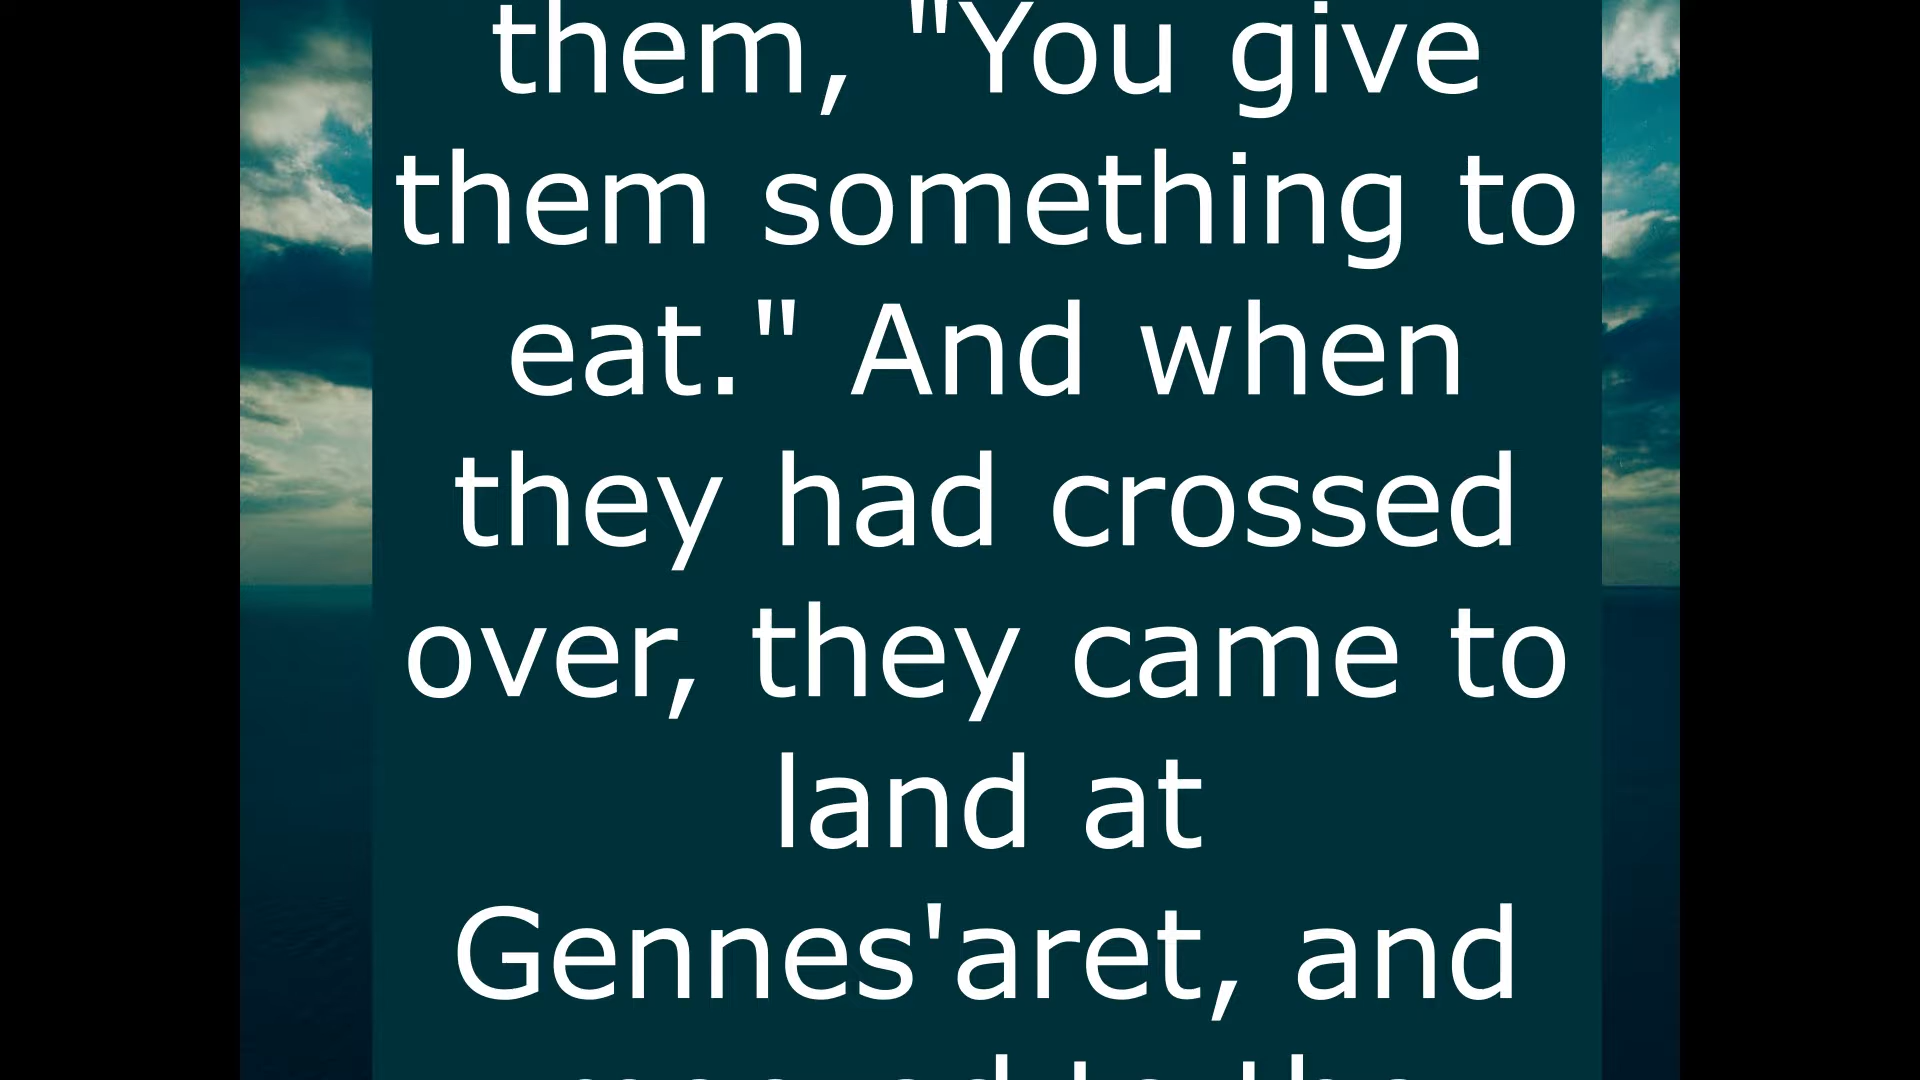 them, "You give
them something to
eat." And when
they had crossed
over, they came to
land at
Gennes'aret, and